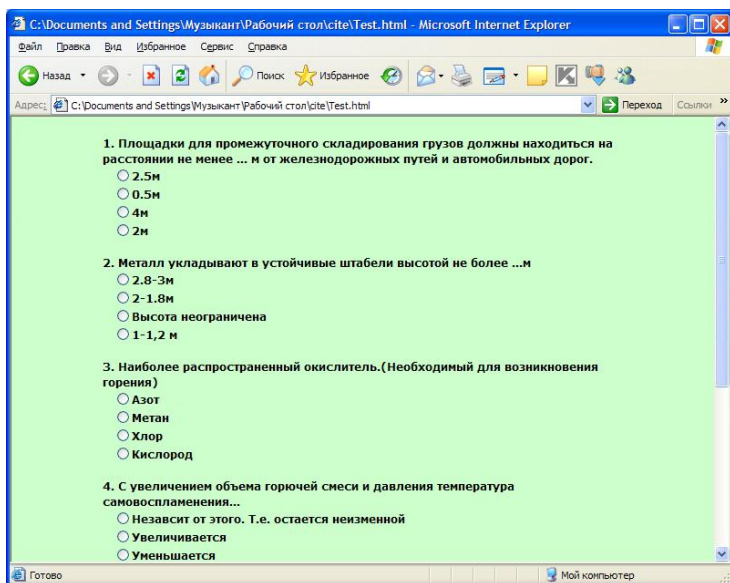 C:\Documents and Settings\Музыкант\Рабочий стол\cite\Test.html - Microsoft Internet Explorer
Файл Правка Вид Избранное Сервис Справка
Назад Поиск Избранное
Адрес: C:\Documents and Settings\Музыкант\Рабочий стол\cite\Test.html Переход Ссылки »
1. Площадки для промежуточного складирования грузов должны находиться на
расстоянии не менее ... м от железнодорожных путей и автомобильных дорог.
2.5м
0.5м
4м
2м
2. Металл укладывают в устойчивые штабели высотой не более ...м
2.8-3м
2-1.8м
Высота неограничена
1-1,2 м
3. Наиболее распространенный окислитель.(Необходимый для возникновения
горения)
Азот
Метан
Хлор
Кислород
4. С увеличением объема горючей смеси и давления температура
самовоспламенения...
Независит от этого. Т.е. остается неизменной
Увеличивается
Уменьшается
Готово Мой компьютер